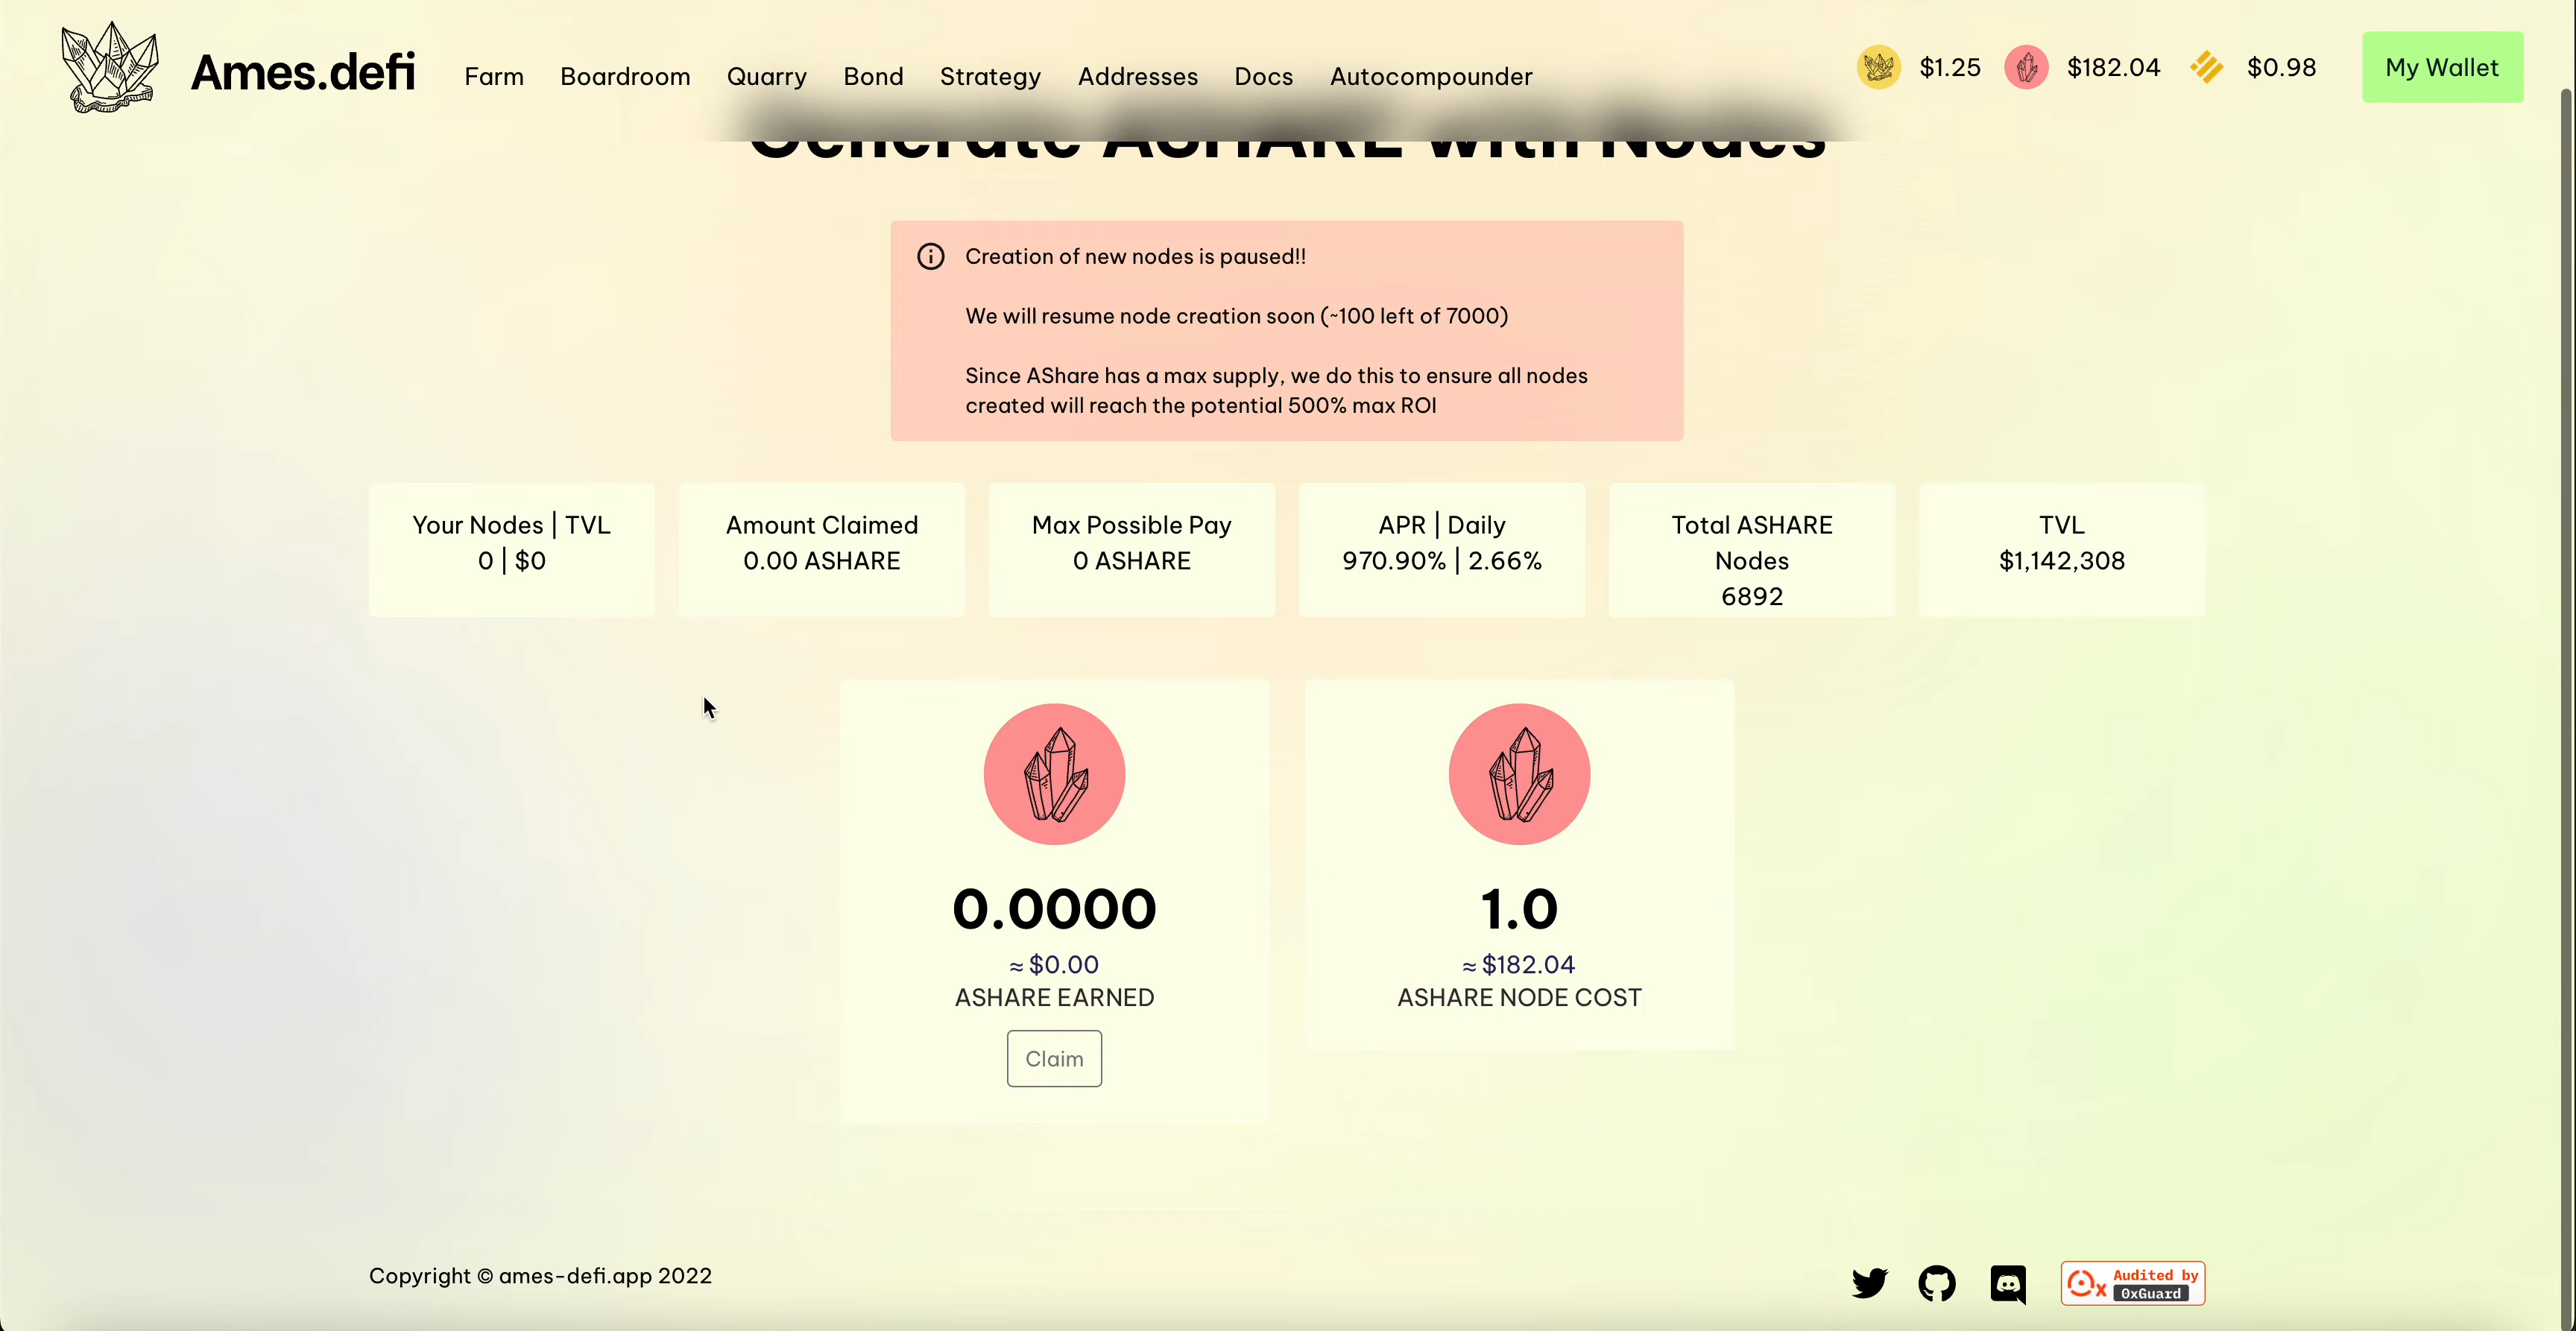 Ames.defi
Farm Boardroom Quarry Bond Strategy Addresses Docs Autocompounder
$1.25 $182.04 $0.98 My Wallet
Generate ASHARE with Nodes
Creation of new nodes is paused!!
We will resume node creation soon (~100 left of 7000)
Since AShare has a max supply, we do this to ensure all nodes
created will reach the potential 500% max ROI
Your Nodes | TVL
0 | $0
Amount Claimed
0.00 ASHARE
Max Possible Pay
0 ASHARE
APR | Daily
970.90% | 2.66%
Total ASHARE
Nodes
6892
TVL
$1,142,308
0.0000
≈ $0.00
ASHARE EARNED
Claim
1.0
≈ $182.04
ASHARE NODE COST
Copyright © ames-defi.app 2022
Audited by
0xGuard